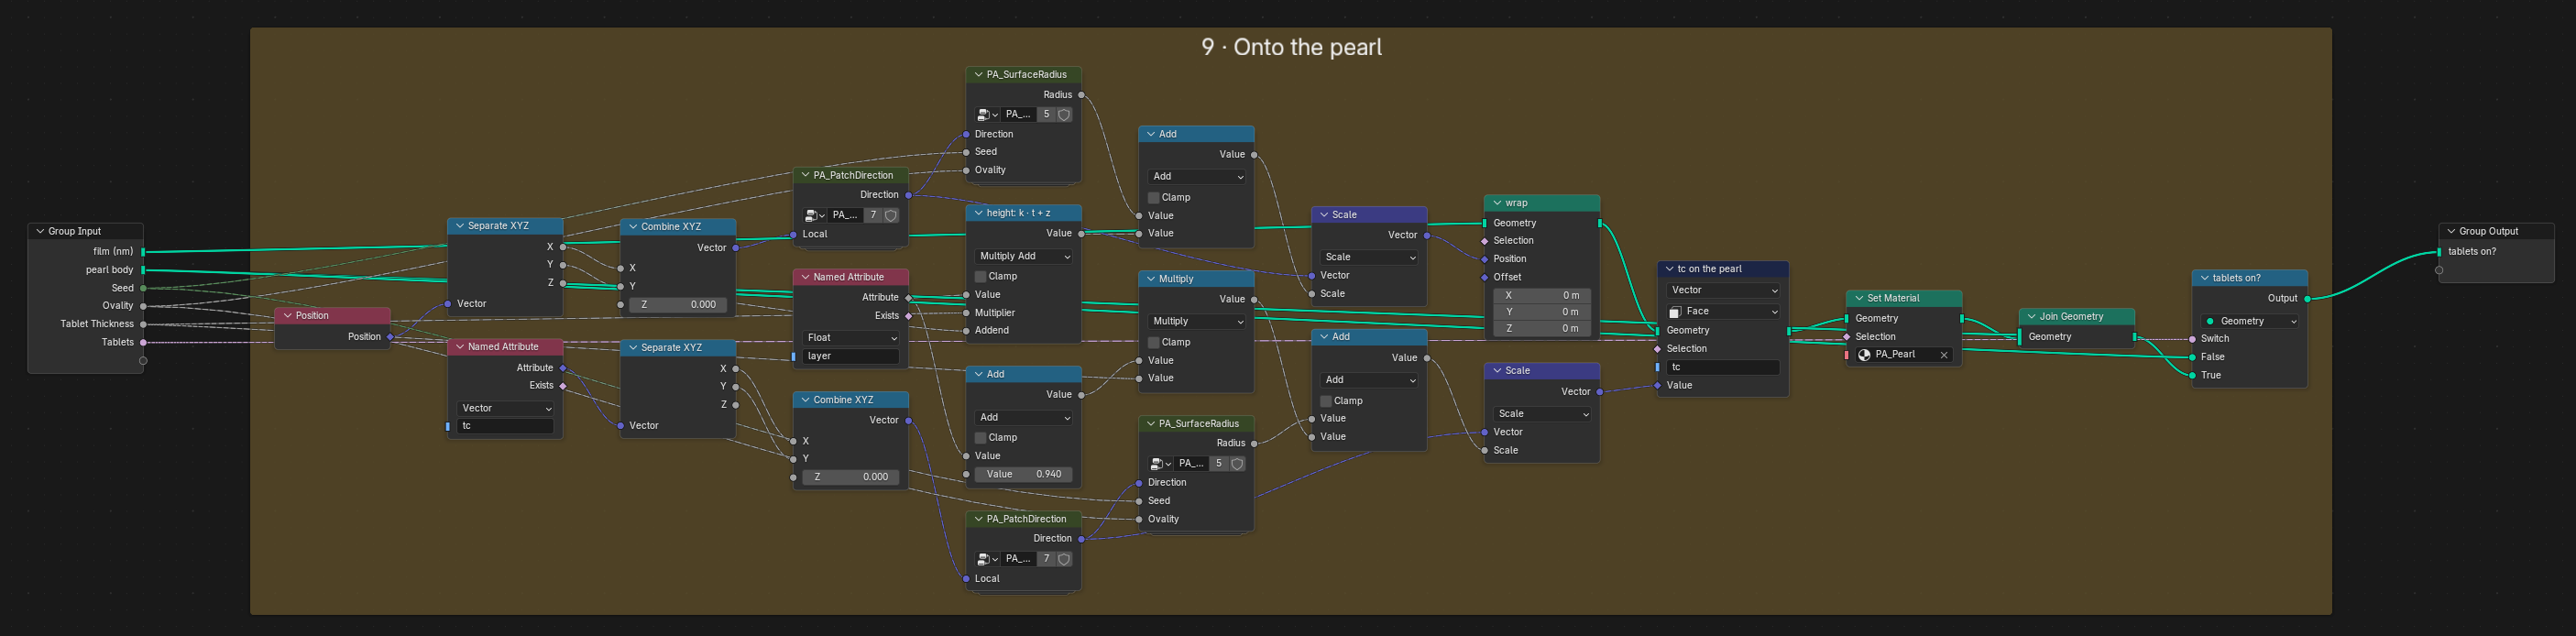 9 · Onto the pearl
Group Input
film (nm)
pearl body
Seed
Ovality
Tablet Thickness
Tablets
Position
Position
Separate XYZ
X
Y
Z
Vector
Named Attribute
Attribute
Exists
Vector
tc
Combine XYZ
Vector
X
Y
Z 0.000
Separate XYZ
X
Y
Z
Vector
PA_PatchDirection
Direction
PA_... 7
Local
Named Attribute
Attribute
Exists
Float
layer
Combine XYZ
Vector
X
Y
Z 0.000
PA_SurfaceRadius
Radius
PA_... 5
Direction
Seed
Ovality
height: k · t + z
Value
Multiply Add
Clamp
Value
Multiplier
Addend
Add
Value
Add
Clamp
Value
Value 0.940
PA_PatchDirection
Direction
PA_... 7
Local
Add
Value
Add
Clamp
Value
Value
Multiply
Value
Multiply
Clamp
Value
Value
PA_SurfaceRadius
Radius
PA_... 5
Direction
Seed
Ovality
Scale
Vector
Scale
Vector
Scale
Add
Value
Add
Clamp
Value
Value
wrap
Geometry
Selection
Position
Offset
X 0 m
Y 0 m
Z 0 m
Scale
Vector
Scale
Vector
Scale
tc on the pearl
Vector
Face
Geometry
Selection
tc
Value
Set Material
Geometry
Selection
PA_Pearl
Join Geometry
Geometry
tablets on?
Output
Geometry
Switch
False
True
Group Output
tablets on?